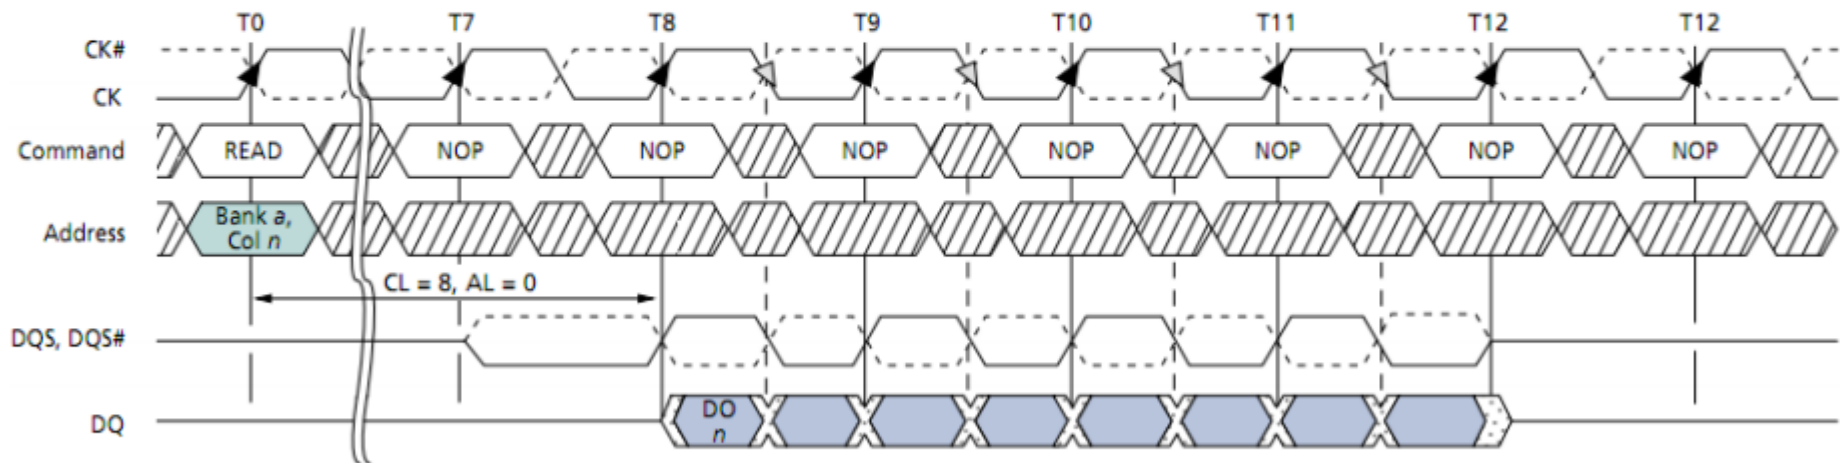 T0 T7 T8 T9 T10 T11 T12 T12
CK#
CK
Command READ NOP NOP NOP NOP NOP NOP NOP
Address Bank a,
Col n
CL = 8, AL = 0
DQS, DQS#
DQ DO
n